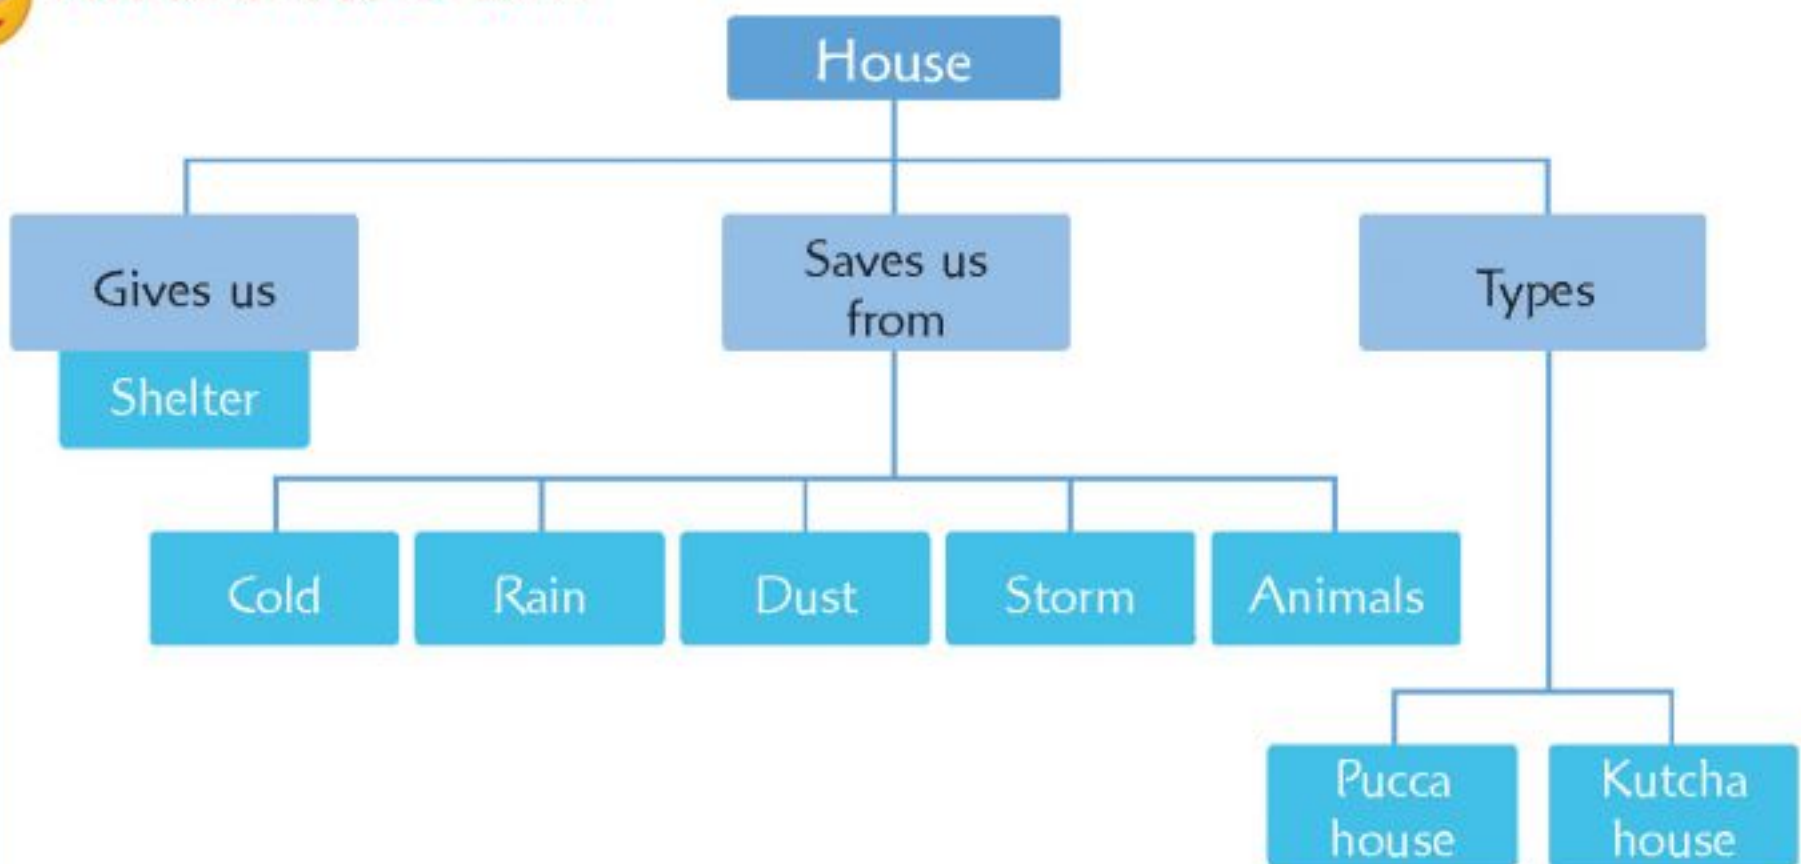 House
Gives us
Saves us
from
Types
Shelter
Cold
Rain
Dust
Storm
Animals
Pucca
house
Kutcha
house